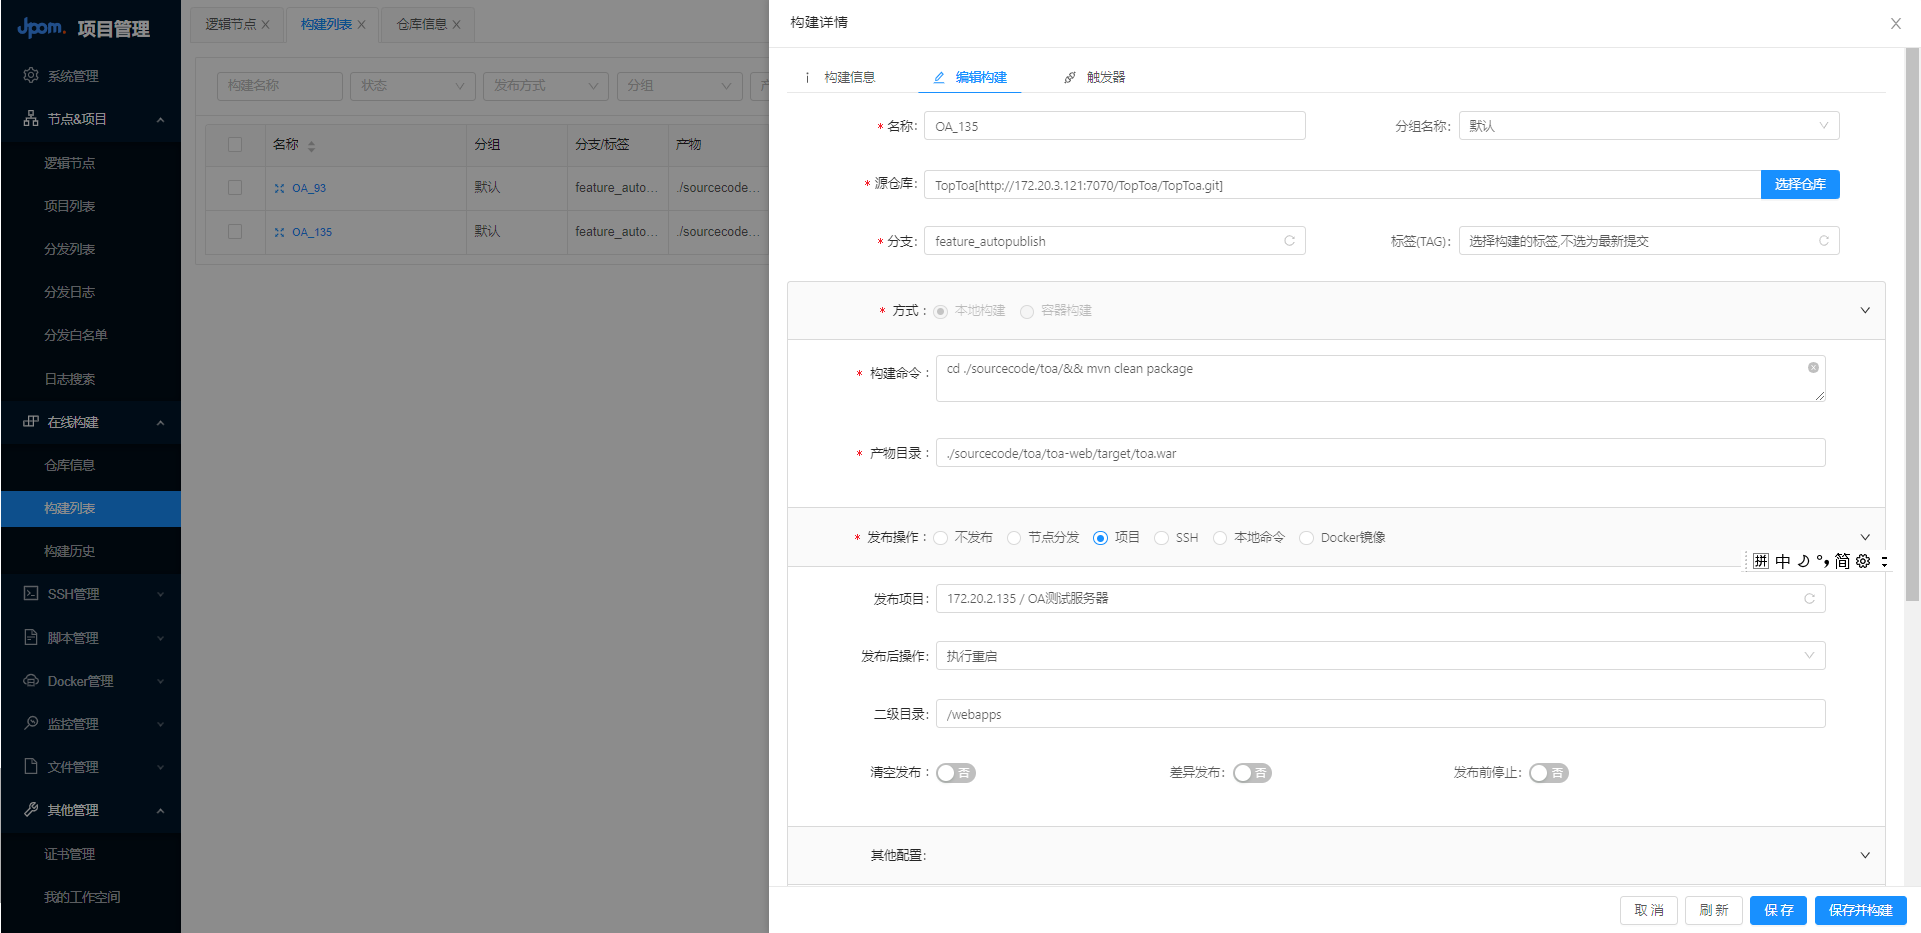 Jpom. 项目管理
系统管理
节点&项目
逻辑节点
项目列表
分发列表
分发日志
分发白名单
日志搜索
在线构建
仓库信息
构建列表
构建历史
SSH管理
脚本管理
Docker管理
监控管理
文件管理
其他管理
证书管理
我的工作空间
逻辑节点 构建列表 仓库信息
构建名称 状态 发布方式 分组
名称 分组 分支/标签 产物
OA_93 默认 feature_auto... ./sourcecode...
OA_135 默认 feature_auto... ./sourcecode...
构建详情
构建信息 编辑构建 触发器
* 名称: OA_135 分组名称: 默认
* 源仓库: TopToa[http://172.20.3.121:7070/TopToa/TopToa.git] 选择仓库
* 分支: feature_autopublish 标签(TAG): 选择构建的标签,不选为最新提交
* 方式 : 本地构建 容器构建
* 构建命令 : cd ./sourcecode/toa/&& mvn clean package
* 产物目录 : ./sourcecode/toa/toa-web/target/toa.war
* 发布操作 : 不发布 节点分发 项目 SSH 本地命令 Docker镜像
拼 中 简
发布项目: 172.20.2.135 / OA测试服务器
发布后操作: 执行重启
二级目录: /webapps
清空发布 : 否 差异发布: 否 发布前停止: 否
其他配置:
取消 刷新 保存 保存并构建